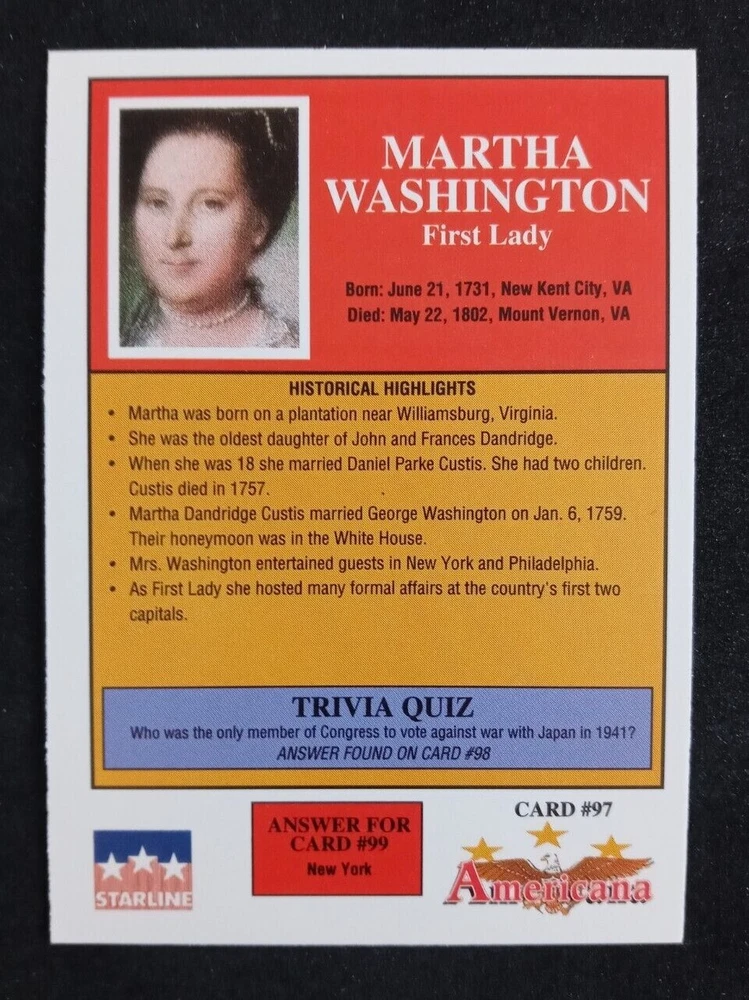 MARTHA
WASHINGTON
First Lady
Born: June 21, 1731, New Kent City, VA
Died: May 22, 1802, Mount Vernon, VA
HISTORICAL HIGHLIGHTS
• Martha was born on a plantation near Williamsburg, Virginia.
• She was the oldest daughter of John and Frances Dandridge.
• When she was 18 she married Daniel Parke Custis. She had two children.
Custis died in 1757.
• Martha Dandridge Custis married George Washington on Jan. 6, 1759.
Their honeymoon was in the White House.
• Mrs. Washington entertained guests in New York and Philadelphia.
• As First Lady she hosted many formal affairs at the country's first two
capitals.
TRIVIA QUIZ
Who was the only member of Congress to vote against war with Japan in 1941?
ANSWER FOUND ON CARD #98
STARLINE
ANSWER FOR
CARD #99
New York
CARD #97
Americana